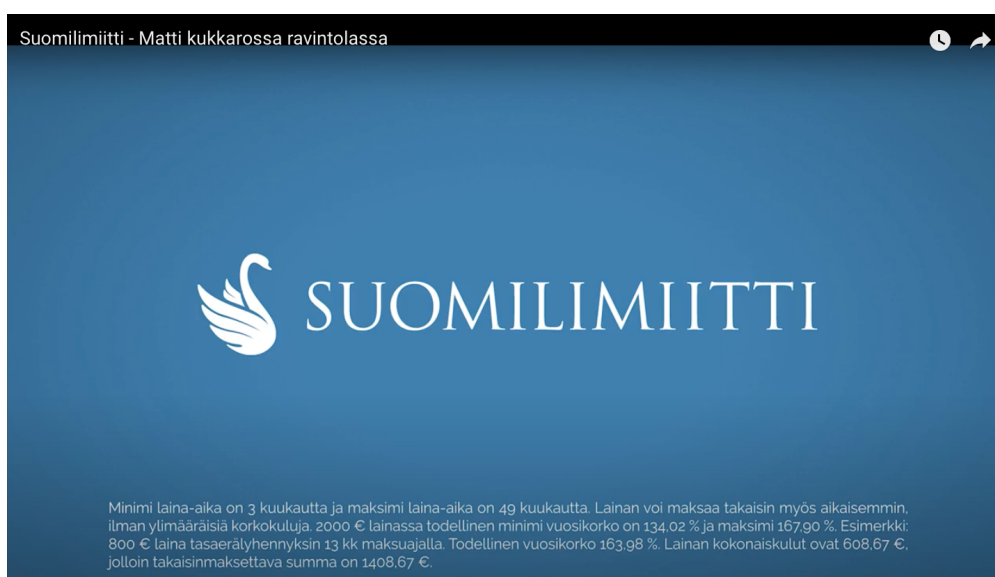 Suomilimiitti - Matti kukkarossa ravintolassa
SUOMILIMIITTI
Minimi laina-aika on 3 kuukautta ja maksimi laina-aika on 49 kuukautta. Lainan voi maksaa takaisin myös aikaisemmin,
ilman ylimääräisiä korkokuluja. 2000 € lainassa todellinen minimi vuosikorko on 134,02 % ja maksimi 167,90 %. Esimerkki:
800 € laina tasaerälyhennyksin 13 kk maksuajalla. Todellinen vuosikorko 163,98 %. Lainan kokonaiskulut ovat 608,67 €,
jolloin takaisinmaksettava summa on 1408,67 €.